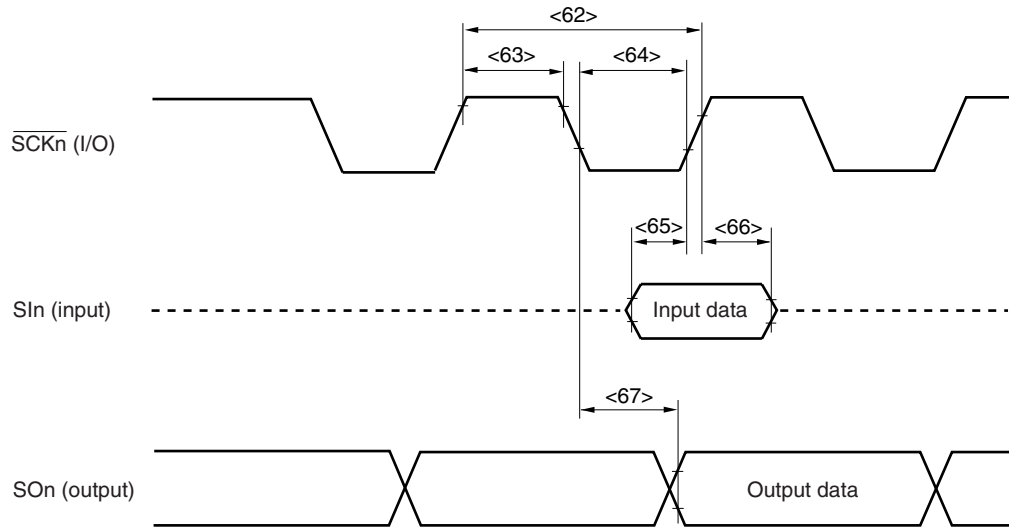 <62>
<63>
<64>
SCKn (I/O)
<65>
<66>
SIn (input)
Input data
<67>
SOn (output)
Output data